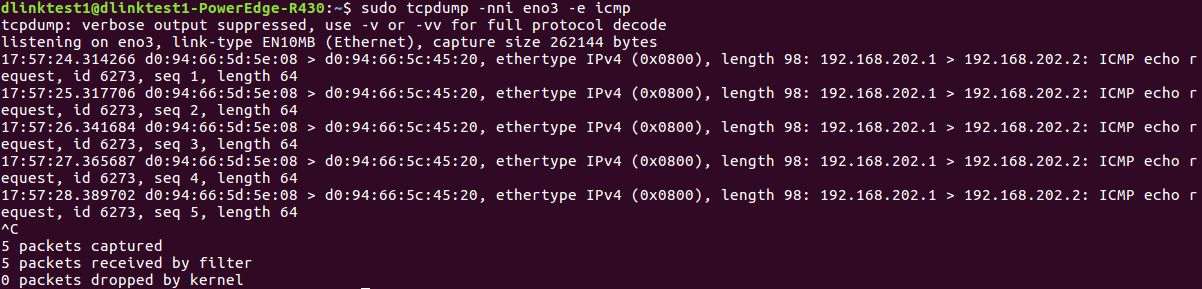 dlinktest1@dlinktest1-PowerEdge-R430:~$ sudo tcpdump -nni eno3 -e icmp
tcpdump: verbose output suppressed, use -v or -vv for full protocol decode
listening on eno3, link-type EN10MB (Ethernet), capture size 262144 bytes
17:57:24.314266 d0:94:66:5d:5e:08 > d0:94:66:5c:45:20, ethertype IPv4 (0x0800), length 98: 192.168.202.1 > 192.168.202.2: ICMP echo r
equest, id 6273, seq 1, length 64
17:57:25.317706 d0:94:66:5d:5e:08 > d0:94:66:5c:45:20, ethertype IPv4 (0x0800), length 98: 192.168.202.1 > 192.168.202.2: ICMP echo r
equest, id 6273, seq 2, length 64
17:57:26.341684 d0:94:66:5d:5e:08 > d0:94:66:5c:45:20, ethertype IPv4 (0x0800), length 98: 192.168.202.1 > 192.168.202.2: ICMP echo r
equest, id 6273, seq 3, length 64
17:57:27.365687 d0:94:66:5d:5e:08 > d0:94:66:5c:45:20, ethertype IPv4 (0x0800), length 98: 192.168.202.1 > 192.168.202.2: ICMP echo r
equest, id 6273, seq 4, length 64
17:57:28.389702 d0:94:66:5d:5e:08 > d0:94:66:5c:45:20, ethertype IPv4 (0x0800), length 98: 192.168.202.1 > 192.168.202.2: ICMP echo r
equest, id 6273, seq 5, length 64
^C
5 packets captured
5 packets received by filter
0 packets dropped by kernel